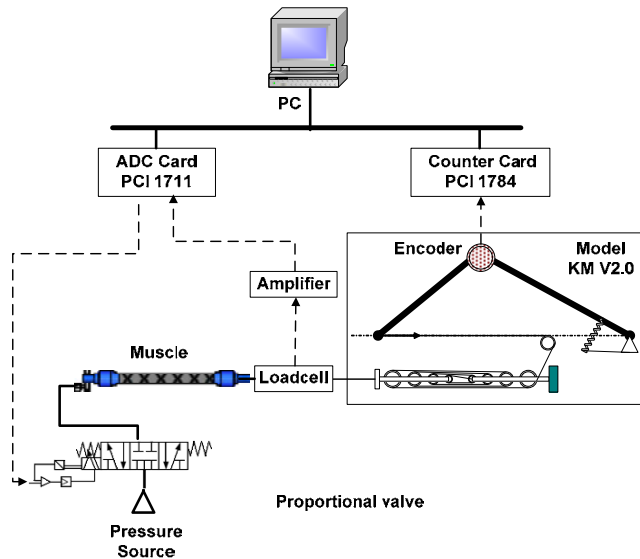 PC
ADC Card
PCI 1711
Counter Card
PCI 1784
Encoder
Model
KM V2.0
Amplifier
Muscle
Loadcell
Proportional valve
Pressure
Source